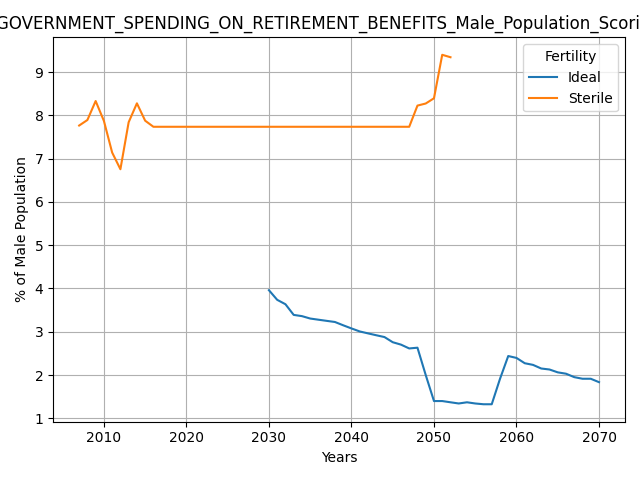 GOVERNMENT_SPENDING_ON_RETIREMENT_BENEFITS_Male_Population_Scori
Fertility
Ideal
Sterile
9
8
7
6
5
4
3
2
1
% of Male Population
2010 2020 2030 2040 2050 2060 2070
Years